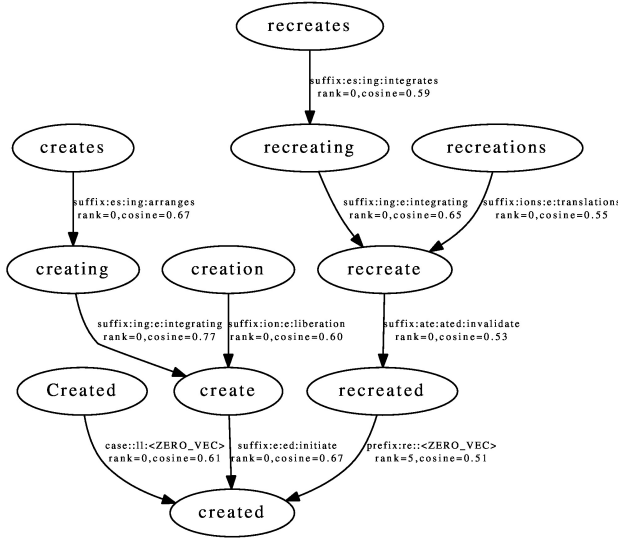 recreates
suffix:es:ing:integrates
rank=0,cosine=0.59
creates
recreating
recreations
suffix:es:ing:arranges
rank=0,cosine=0.67
suffix:ing:e:integrating
rank=0,cosine=0.65
suffix:ions:e:translations
rank=0,cosine=0.55
creating
creation
recreate
suffix:ing:e:integrating
rank=0,cosine=0.77
suffix:ion:e:liberation
rank=0,cosine=0.60
suffix:ate:ated:invalidate
rank=0,cosine=0.53
Created
create
recreated
case::ll:<ZERO_VEC>
rank=0,cosine=0.61
suffix:e:ed:initiate
rank=0,cosine=0.67
prefix:re::<ZERO_VEC>
rank=5,cosine=0.51
created